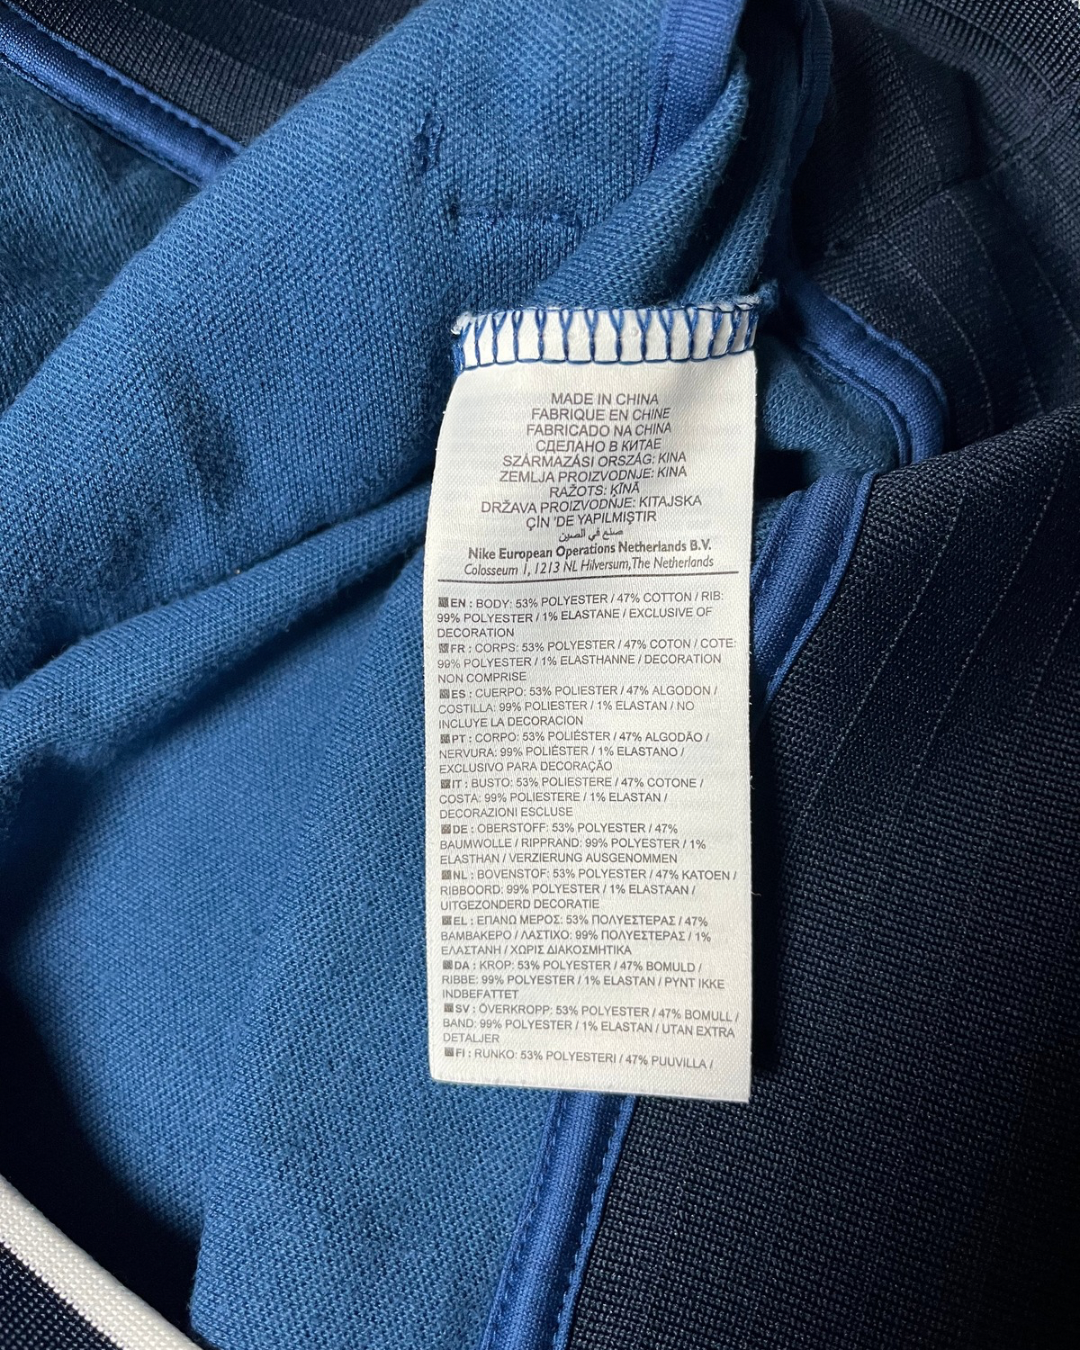 MADE IN CHINA
FABRIQUE EN CHINE
FABRICADO NA CHINA
СДЕЛАНО В КИТАЕ
SZÁRMAZÁSI ORSZÁG: KINA
ZEMLJA PROIZVODNJE: KINA
RAŽOTS: ĶĪNĀ
DRŽAVA PROIZVODNJE: KITAJSKA
ÇİN 'DE YAPILMIŞTIR
صنع في الصين
Nike European Operations Netherlands B.V.
Colosseum 1, 1213 NL Hilversum, The Netherlands
EN : BODY: 53% POLYESTER / 47% COTTON / RIB:
99% POLYESTER / 1% ELASTANE / EXCLUSIVE OF
DECORATION
FR : CORPS: 53% POLYESTER / 47% COTON / COTE:
99% POLYESTER / 1% ELASTHANNE / DECORATION
NON COMPRISE
ES : CUERPO: 53% POLIESTER / 47% ALGODON /
COSTILLA: 99% POLIESTER / 1% ELASTAN / NO
INCLUYE LA DECORACION
PT : CORPO: 53% POLIÉSTER / 47% ALGODÃO /
NERVURA: 99% POLIÉSTER / 1% ELASTANO /
EXCLUSIVO PARA DECORAÇÃO
IT : BUSTO: 53% POLIESTERE / 47% COTONE /
COSTA: 99% POLIESTERE / 1% ELASTAN /
DECORAZIONI ESCLUSE
DE : OBERSTOFF: 53% POLYESTER / 47%
BAUMWOLLE / RIPPRAND: 99% POLYESTER / 1%
ELASTHAN / VERZIERUNG AUSGENOMMEN
NL : BOVENSTOF: 53% POLYESTER / 47% KATOEN /
RIBBOORD: 99% POLYESTER / 1% ELASTAAN /
UITGEZONDERD DECORATIE
EL : ΕΠΑΝΩ ΜΕΡΟΣ: 53% ΠΟΛΥΕΣΤΕΡΑΣ / 47%
ΒΑΜΒΑΚΕΡΟ / ΛΑΣΤΙΧΟ: 99% ΠΟΛΥΕΣΤΕΡΑΣ / 1%
ΕΛΑΣΤΑΝΗ / ΧΩΡΙΣ ΔΙΑΚΟΣΜΗΤΙΚΑ
DA : KROP: 53% POLYESTER / 47% BOMULD /
RIBBE: 99% POLYESTER / 1% ELASTAN / PYNT IKKE
INDBEFATTET
SV : ÖVERKROPP: 53% POLYESTER / 47% BOMULL /
BAND: 99% POLYESTER / 1% ELASTAN / UTAN EXTRA
DETALJER
FI : RUNKO: 53% POLYESTERI / 47% PUUVILLA /